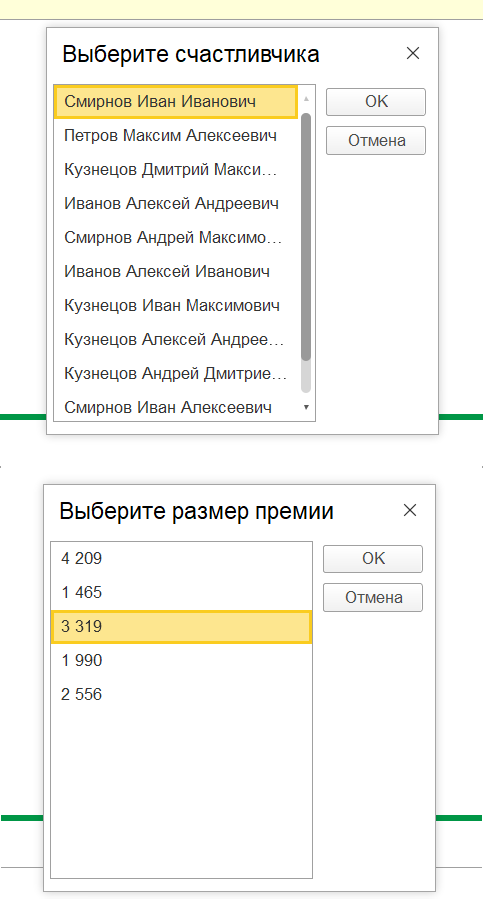 Выберите счастливчика
Смирнов Иван Иванович
OK
Петров Максим Алексеевич
Отмена
Кузнецов Дмитрий Макси…
Иванов Алексей Андреевич
Смирнов Андрей Максимо…
Иванов Алексей Иванович
Кузнецов Иван Максимович
Кузнецов Алексей Андрее…
Кузнецов Андрей Дмитрие…
Смирнов Иван Алексеевич
Выберите размер премии
4 209
OK
1 465
Отмена
3 319
1 990
2 556